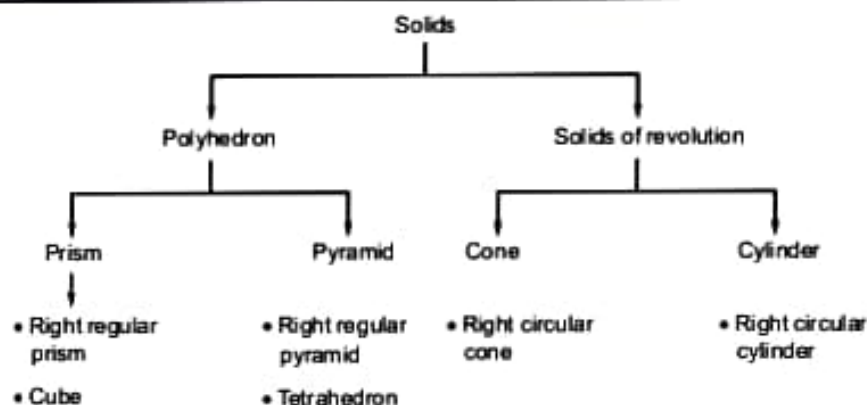 Solids
Polyhedron
Solids of revolution
Prism
Pyramid
Cone
Cylinder
• Right regular
prism
• Cube
• Right regular
pyramid
• Tetrahedron
• Right circular
cone
• Right circular
cylinder